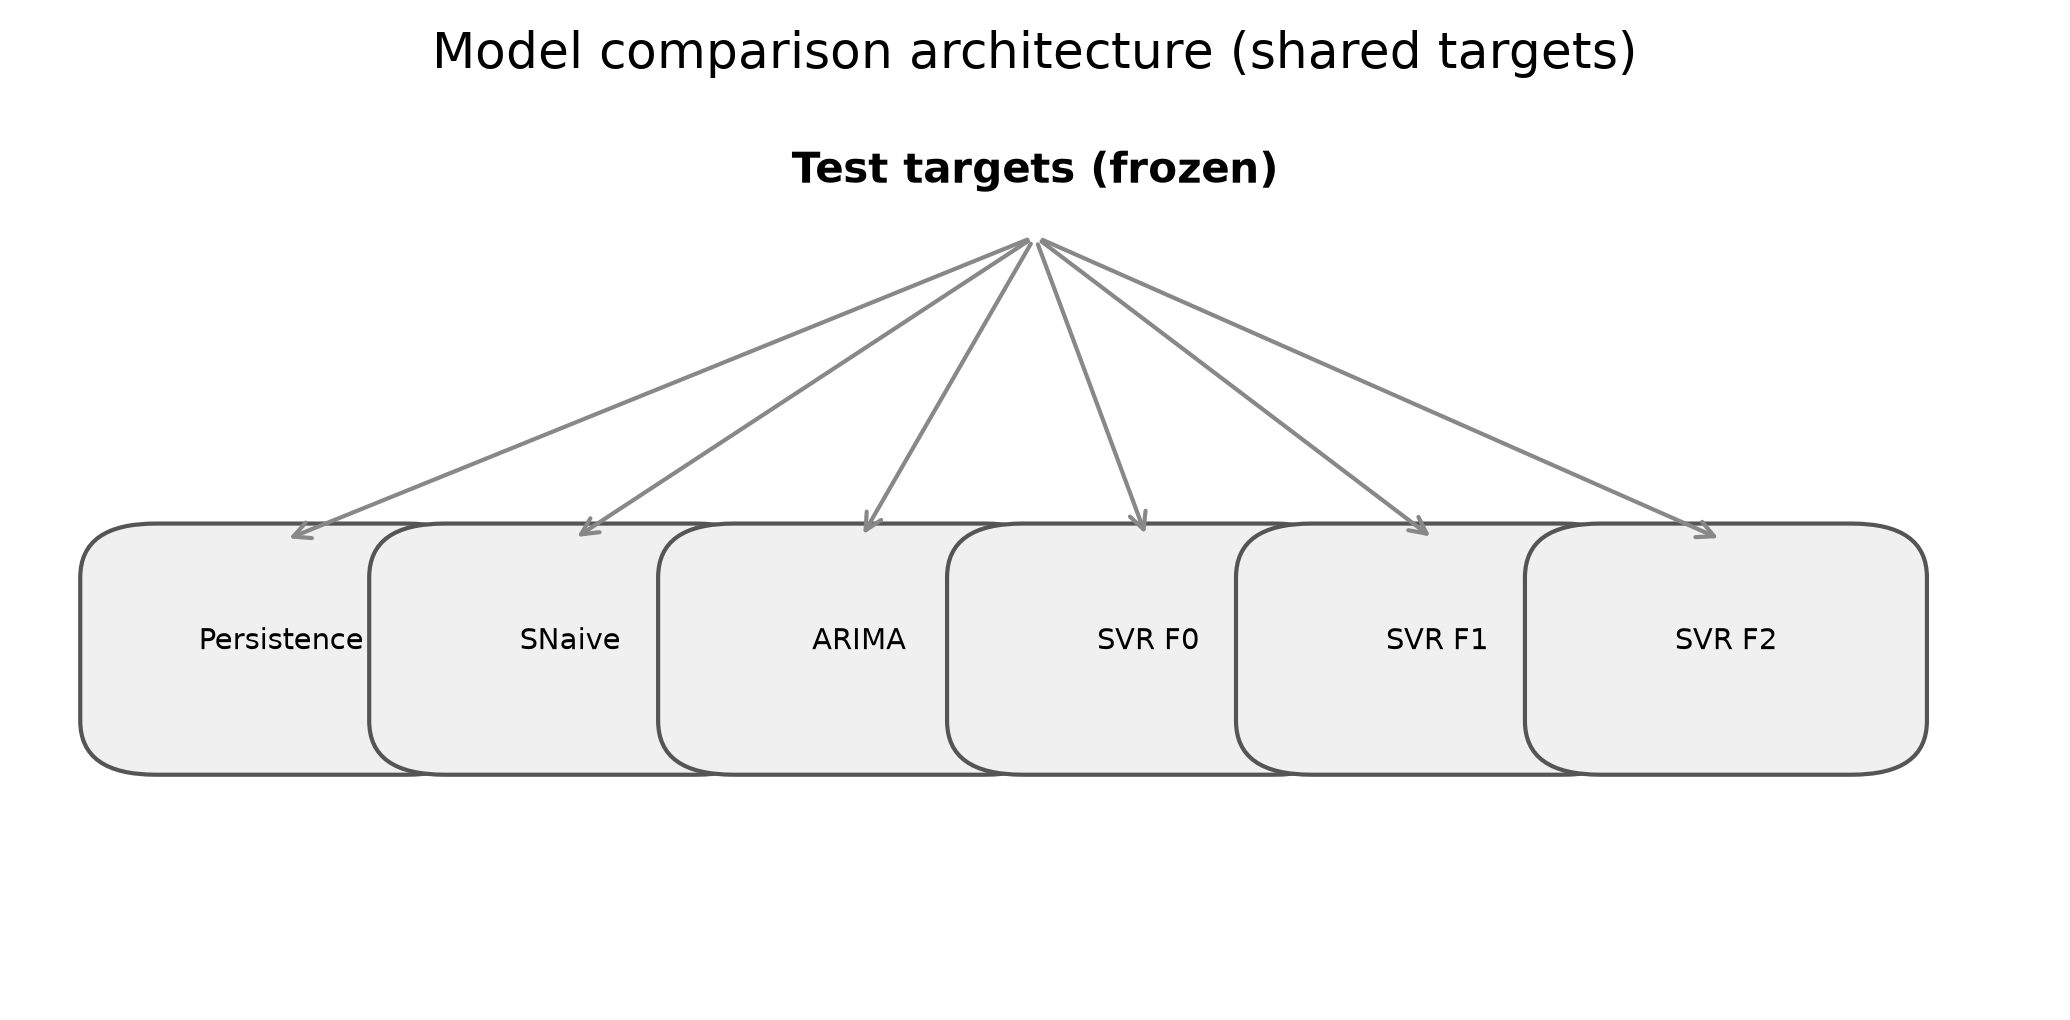 Model comparison architecture (shared targets)
Test targets (frozen)
Persistence
SNaive
ARIMA
SVR F0
SVR F1
SVR F2